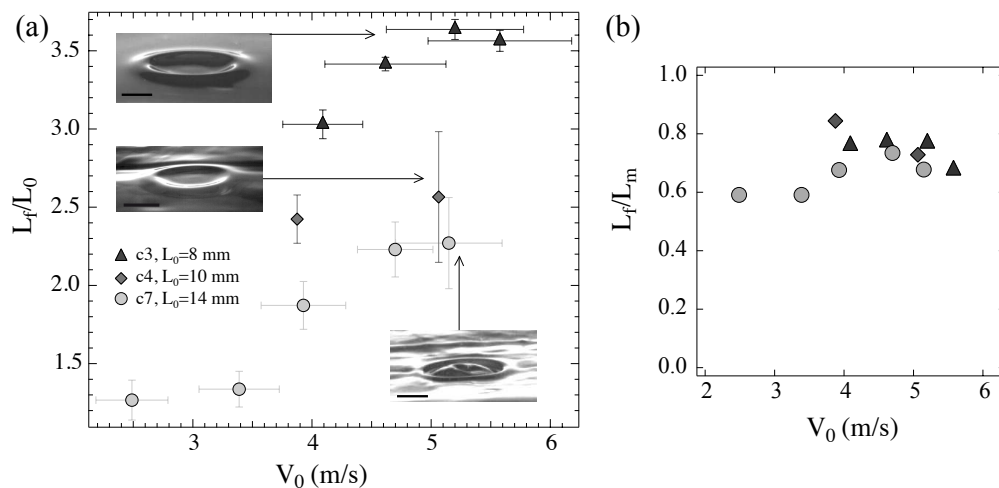 (a)
3.5
3.0
2.5
2.0
1.5
L_f/L_0
c3, L_0=8 mm
c4, L_0=10 mm
c7, L_0=14 mm
3 4 5 6
V_0 (m/s)
(b)
1.0
0.8
0.6
0.4
0.2
0.0
L_f/L_m
2 3 4 5 6
V_0 (m/s)